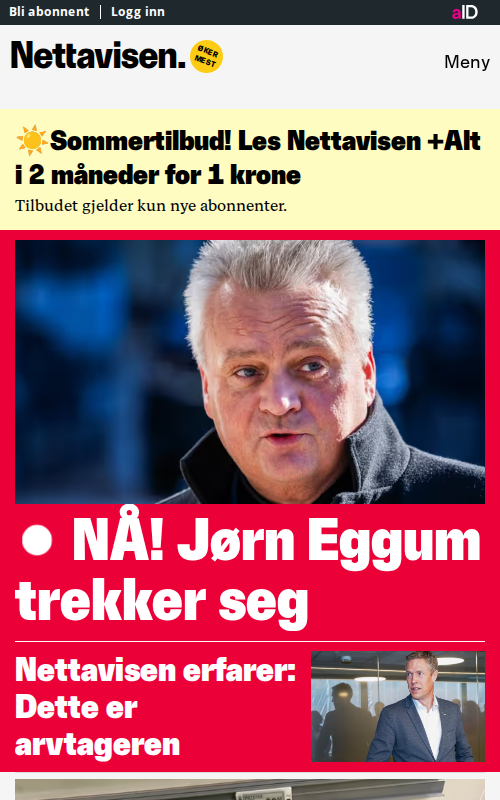 Bli abonnent | Logg inn
aID
Nettavisen. ØKER MEST
Meny
☀️Sommertilbud! Les Nettavisen +Alt
i 2 måneder for 1 krone
Tilbudet gjelder kun nye abonnenter.
NÅ! Jørn Eggum
trekker seg
Nettavisen erfarer:
Dette er
arvtageren